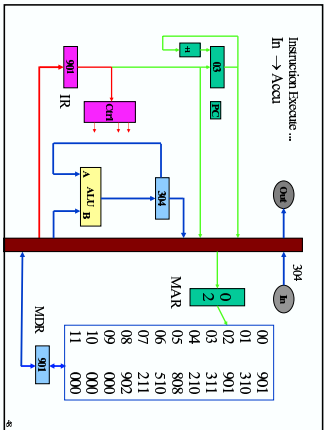 Instruction Execute ...
In → Accu
Out
304
In
03
PC
901
IR
Ctrl
A
ALU
B
304
MAR
0 2
MDR
901
00 901
01 310
02 901
03 311
04 210
05 808
06 510
07 211
08 902
09 000
10 000
11 000